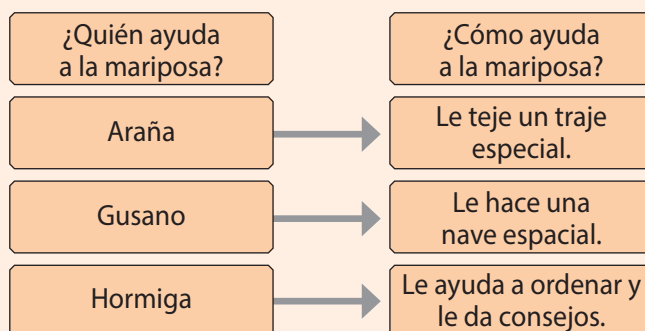 ¿Quién ayuda
a la mariposa?
¿Cómo ayuda
a la mariposa?
Araña
Le teje un traje
especial.
Gusano
Le hace una
nave espacial.
Hormiga
Le ayuda a ordenar y
le da consejos.